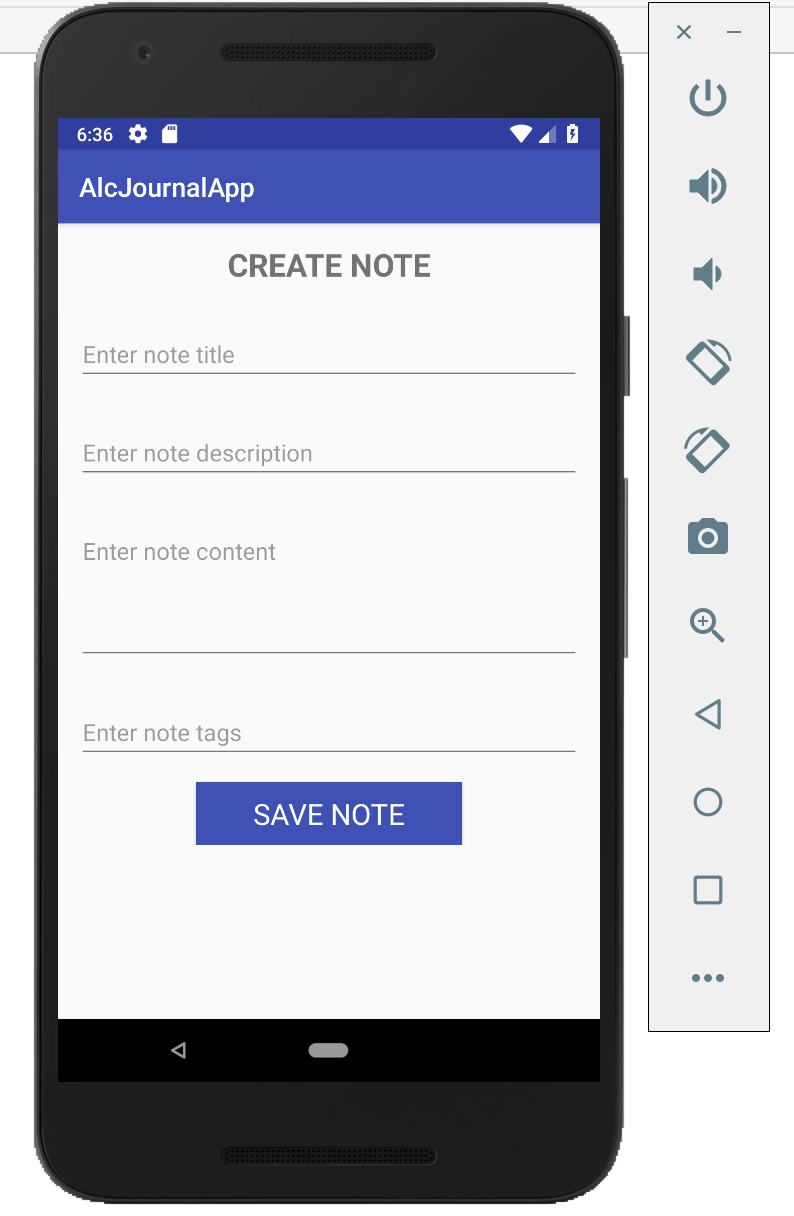 6:36
AlcJournalApp
CREATE NOTE
Enter note title
Enter note description
Enter note content
Enter note tags
SAVE NOTE